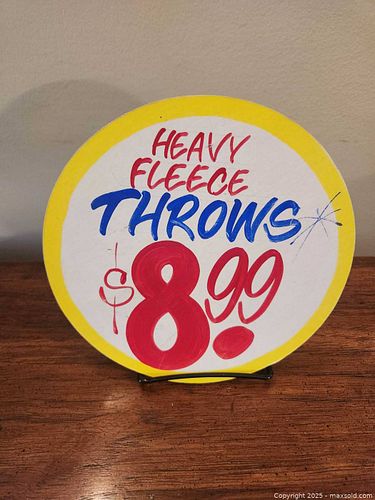 HEAVY
FLEECE
THROWS
$8.99
Copyright 2025 - maxsold.com